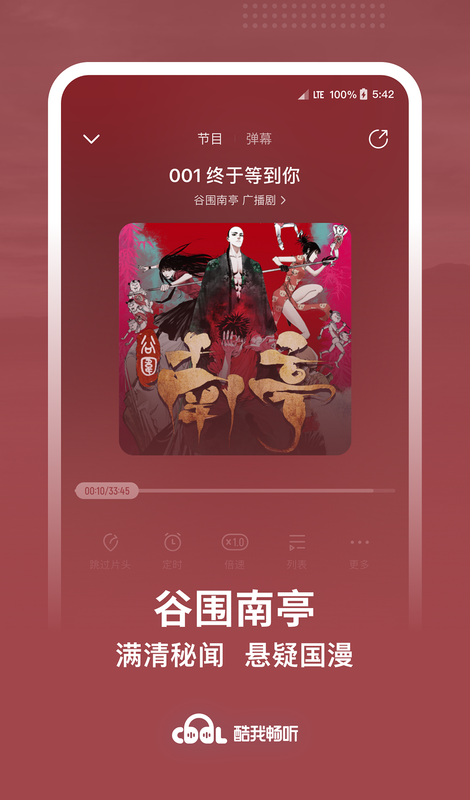 LTE 100% 5:42
节目 弹幕
001 终于等到你
谷围南亭 广播剧
谷围
南亭
00:10/33:45
跳过片头 定时 x1.0 倍速 列表 更多
谷围南亭
满清秘闻 悬疑国漫
COOL 酷我畅听